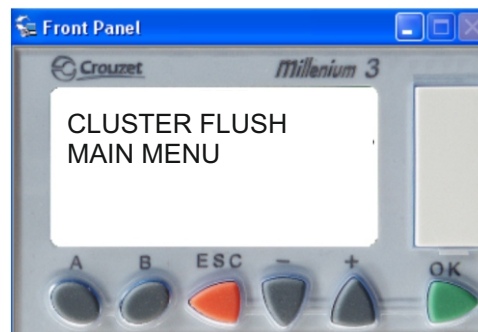 Front Panel
Crouzet
Millenium 3
CLUSTER FLUSH
MAIN MENU
A B ESC - + OK